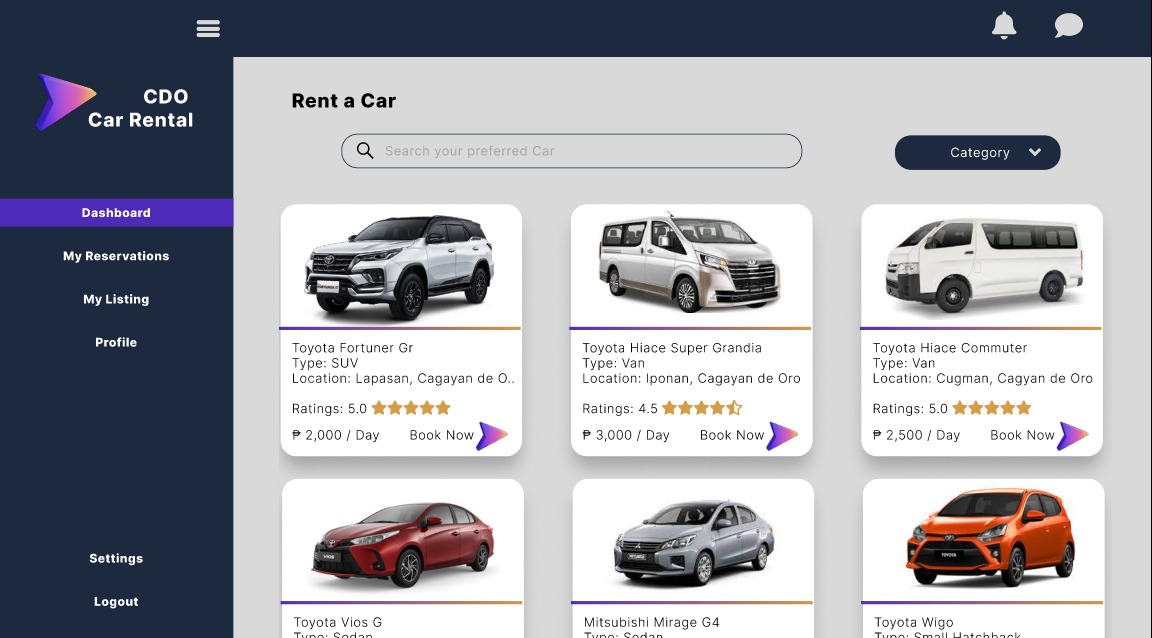 CDO
Car Rental
Dashboard
My Reservations
My Listing
Profile
Settings
Logout
Rent a Car
Search your preferred Car
Category
Toyota Fortuner Gr
Type: SUV
Location: Lapasan, Cagayan de O..
Ratings: 5.0
₱ 2,000 / Day Book Now
Toyota Hiace Super Grandia
Type: Van
Location: Iponan, Cagayan de Oro
Ratings: 4.5
₱ 3,000 / Day Book Now
Toyota Hiace Commuter
Type: Van
Location: Cugman, Cagyan de Oro
Ratings: 5.0
₱ 2,500 / Day Book Now
VIOS
Toyota Vios G
Type: Sedan
Mitsubishi Mirage G4
Type: Sedan
TOYOTA
Toyota Wigo
Type: Small Hatchback